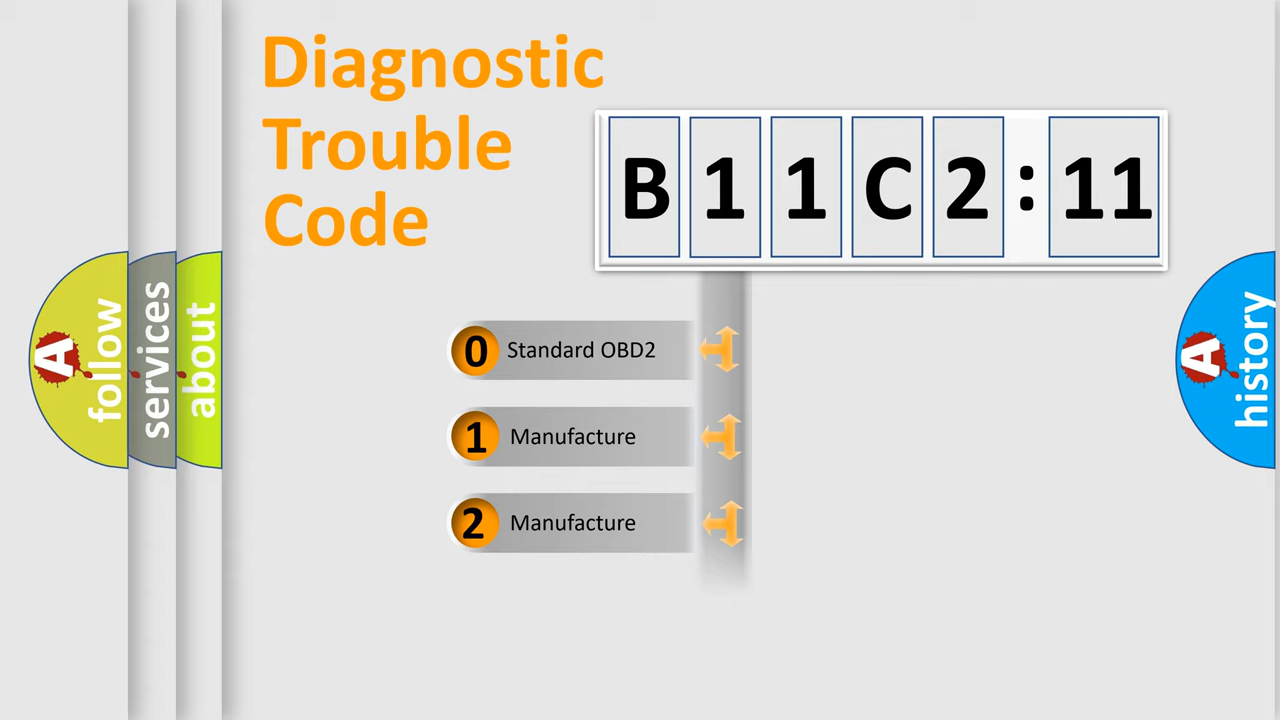 Diagnostic
Trouble
Code
B 1 1 C 2 : 11
0 Standard OBD2
1 Manufacture
2 Manufacture
A follow
services
about
A history